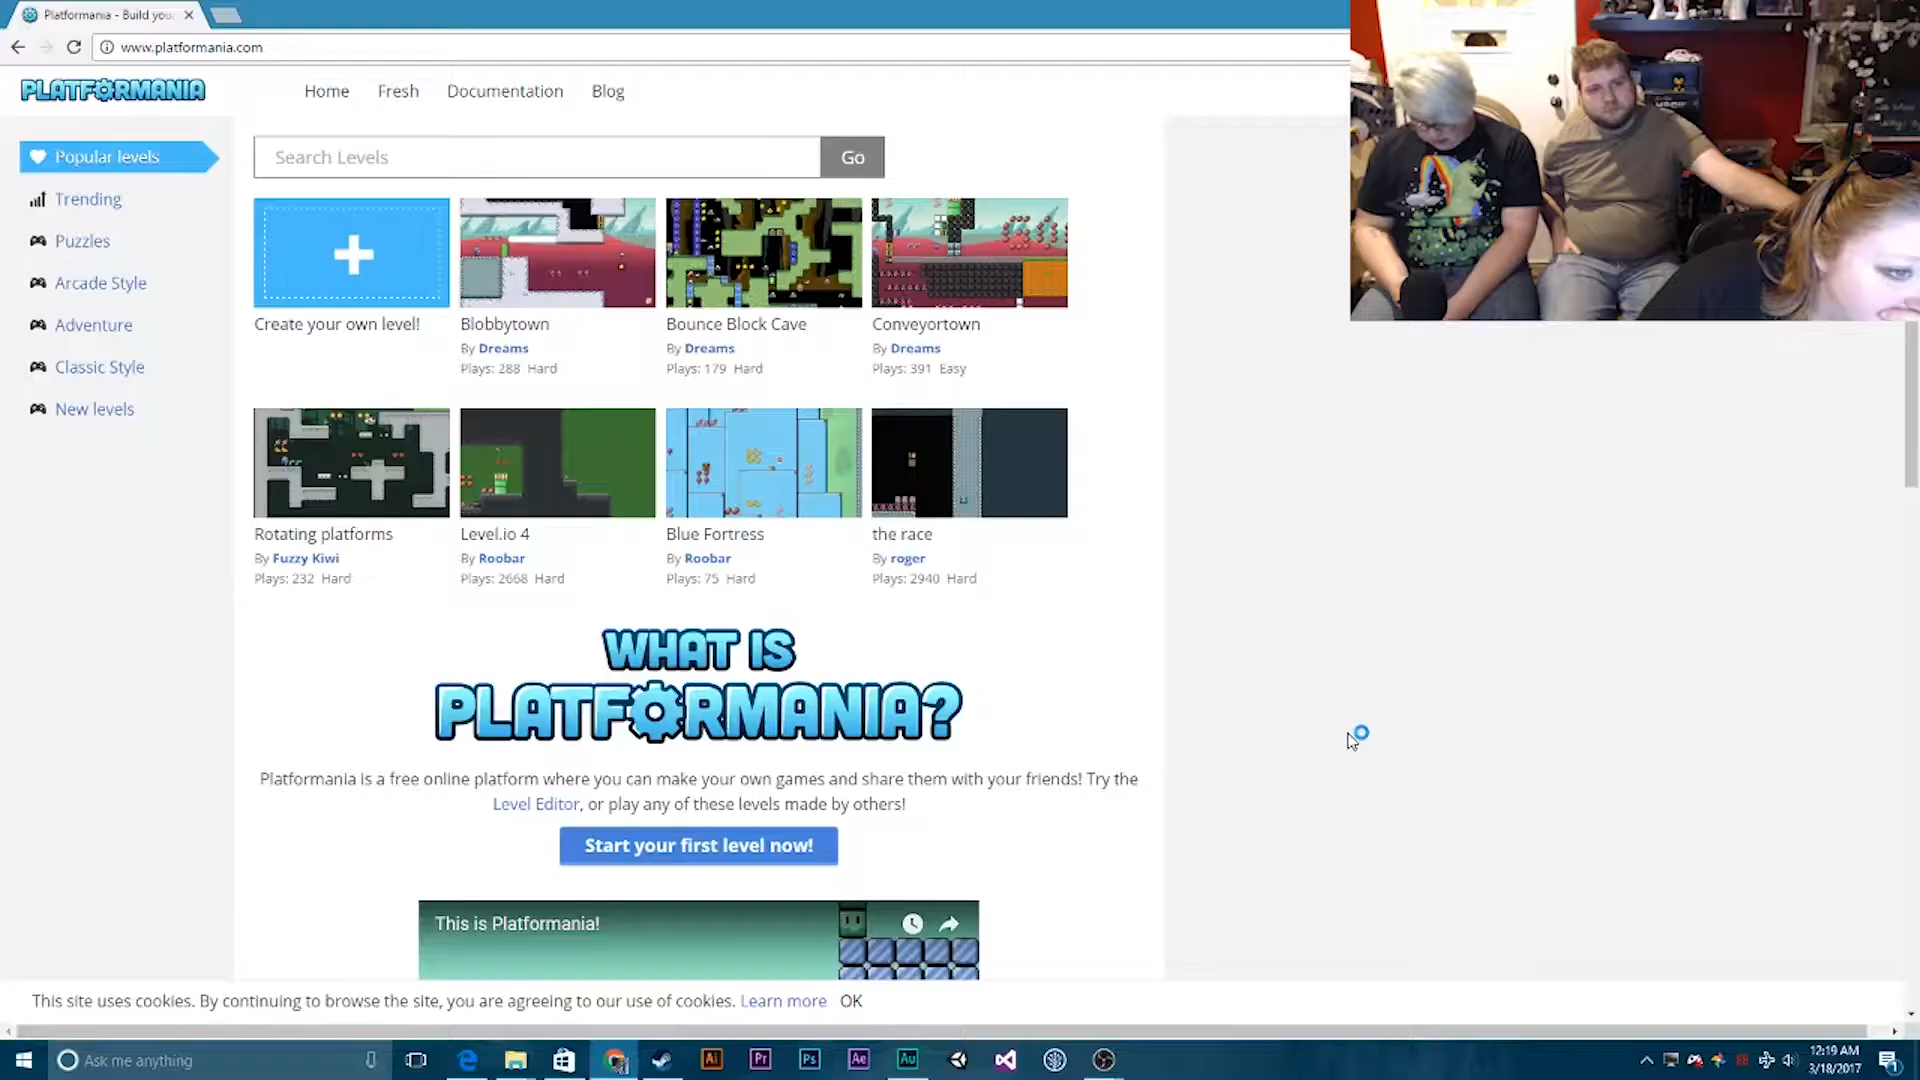 Platformania - Build you
www.platformania.com
PLATFORMANIA
Home
Fresh
Documentation
Blog
Popular levels
Trending
Puzzles
Arcade Style
Adventure
Classic Style
New levels
Search Levels
Go
Create your own level!
Blobbytown
By Dreams
Plays: 288 Hard
Bounce Block Cave
By Dreams
Plays: 179 Hard
Conveyortown
By Dreams
Plays: 391 Easy
Rotating platforms
By Fuzzy Kiwi
Plays: 232 Hard
Level.io 4
By Roobar
Plays: 2668 Hard
Blue Fortress
By Roobar
Plays: 75 Hard
the race
By roger
Plays: 2940 Hard
WHAT IS
PLATFORMANIA?
Platformania is a free online platform where you can make your own games and share them with your friends! Try the
Level Editor, or play any of these levels made by others!
Start your first level now!
This is Platformania!
This site uses cookies. By continuing to browse the site, you are agreeing to our use of cookies. Learn more OK
Ask me anything
Ai
Pr
Ps
Ae
Au
12:19 AM
3/18/2017
1